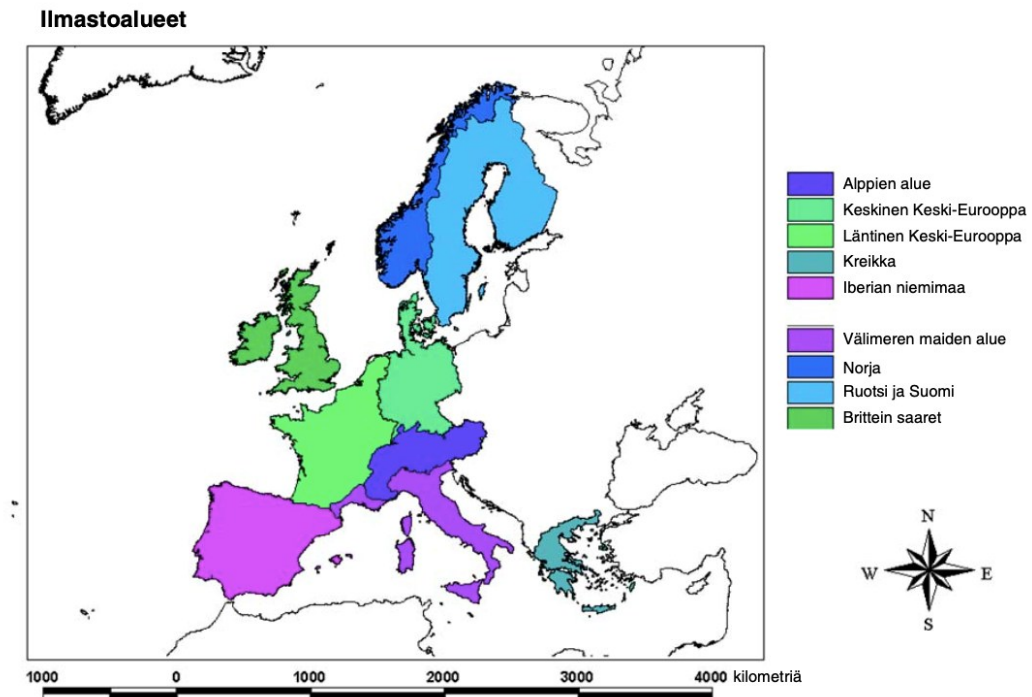 Ilmastoalueet
Alppien alue
Keskinen Keski-Eurooppa
Läntinen Keski-Eurooppa
Kreikka
Iberian niemimaa
Välimeren maiden alue
Norja
Ruotsi ja Suomi
Brittein saaret
N
W E
S
1000 0 1000 2000 3000 4000 kilometriä